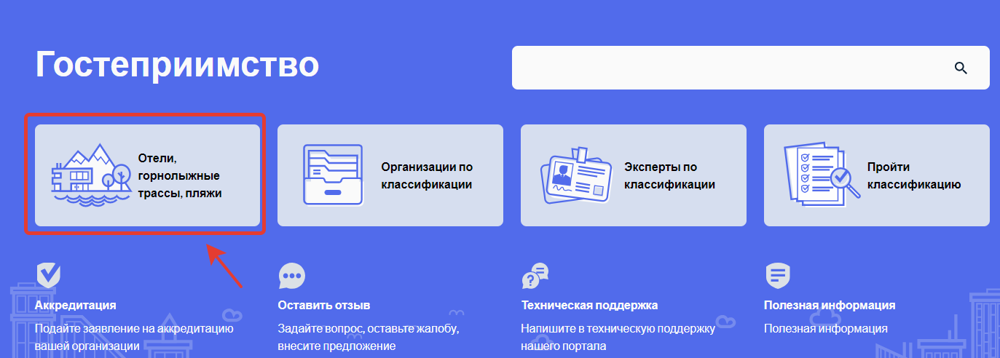 Гостеприимство
Отели,
горнолыжные
трассы, пляжи
Организации по
классификации
Эксперты по
классификации
Пройти
классификацию
Аккредитация
Подайте заявление на аккредитацию
вашей организации
Оставить отзыв
Задайте вопрос, оставьте жалобу,
внесите предложение
Техническая поддержка
Напишите в техническую поддержку
нашего портала
Полезная информация
Полезная информация